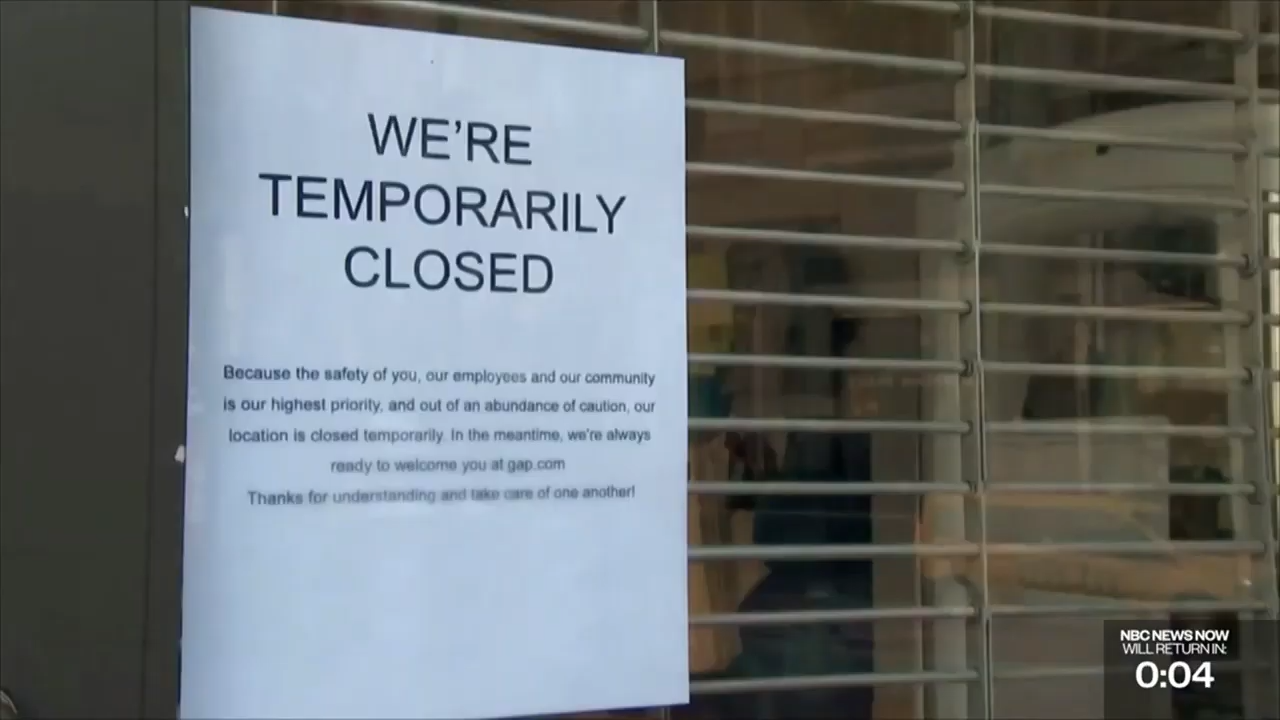 WE'RE
TEMPORARILY
CLOSED
Because the safety of you, our employees and our community
is our highest priority, and out of an abundance of caution, our
location is closed temporarily. In the meantime, we're always
ready to welcome you at gap.com
Thanks for understanding and take care of one another!
NBC NEWS NOW
WILL RETURN IN:
0:04